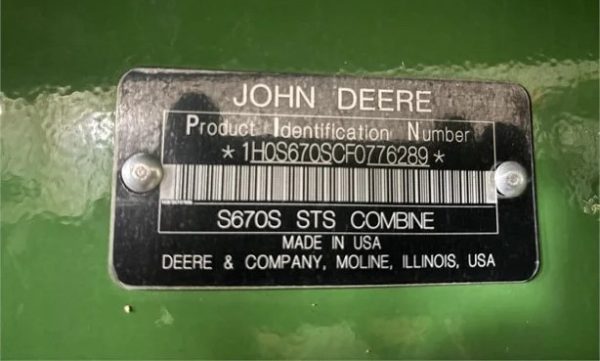 JOHN DEERE
Product Identification Number
*1H0S670SCF0776289*
S670S STS COMBINE
MADE IN USA
DEERE & COMPANY, MOLINE, ILLINOIS, USA